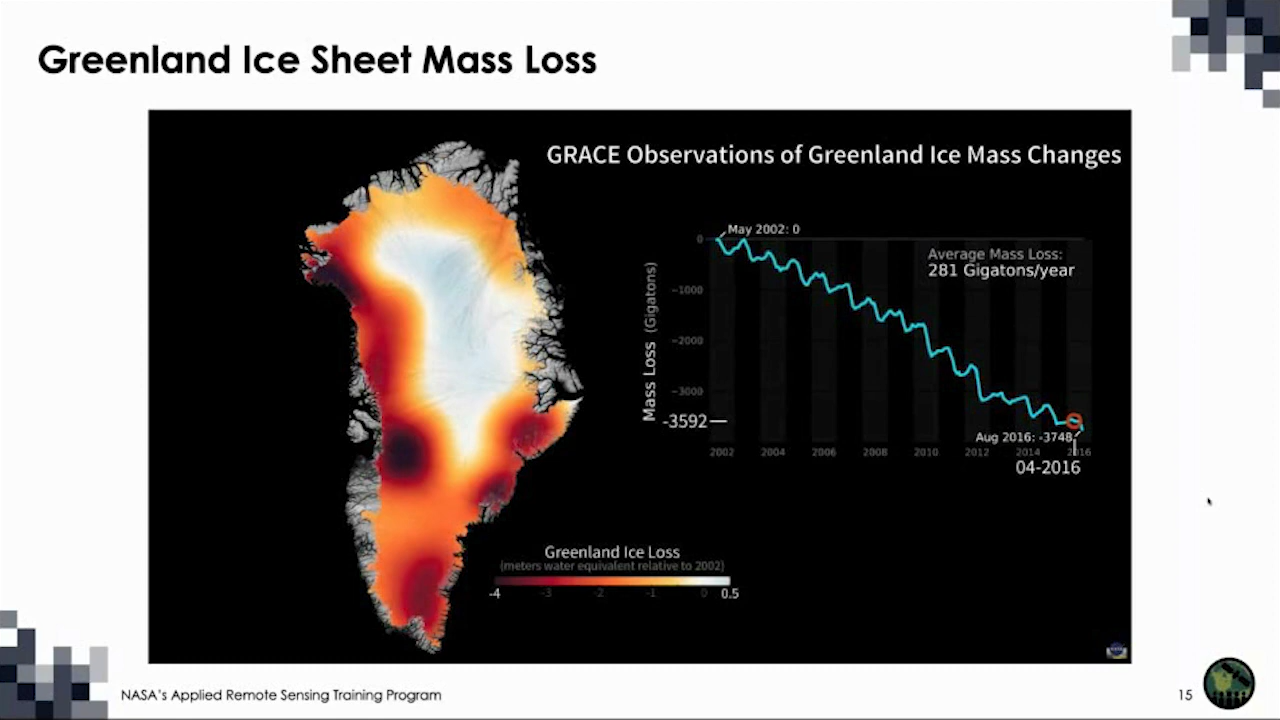 Greenland Ice Sheet Mass Loss
GRACE Observations of Greenland Ice Mass Changes
May 2002: 0
Average Mass Loss:
281 Gigatons/year
Mass Loss (Gigatons)
0
-1000
-2000
-3000
-3592
Aug 2016: -3748
2002 2004 2006 2008 2010 2012 2014 2016
04-2016
Greenland Ice Loss
(meters water equivalent relative to 2002)
-4 -3 -2 -1 0 0.5
NASA's Applied Remote Sensing Training Program
15